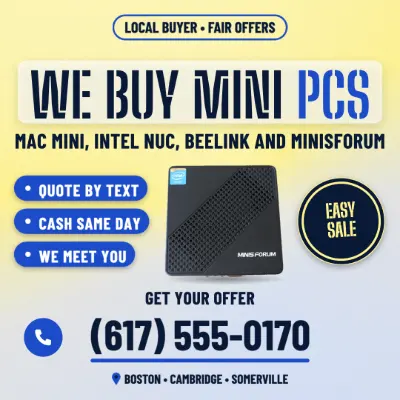 LOCAL BUYER • FAIR OFFERS
WE BUY MINI PCS
MAC MINI, INTEL NUC, BEELINK AND MINISFORUM
• QUOTE BY TEXT
• CASH SAME DAY
• WE MEET YOU
MINISFORUM
EASY
SALE
GET YOUR OFFER
(617) 555-0170
BOSTON • CAMBRIDGE • SOMERVILLE